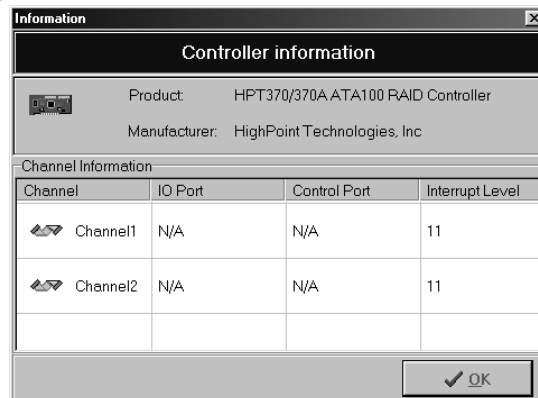 Information
Controller information
Product: HPT370/370A ATA100 RAID Controller
Manufacturer: HighPoint Technologies, Inc
Channel Information
Channel IO Port Control Port Interrupt Level
Channel1 N/A N/A 11
Channel2 N/A N/A 11
OK